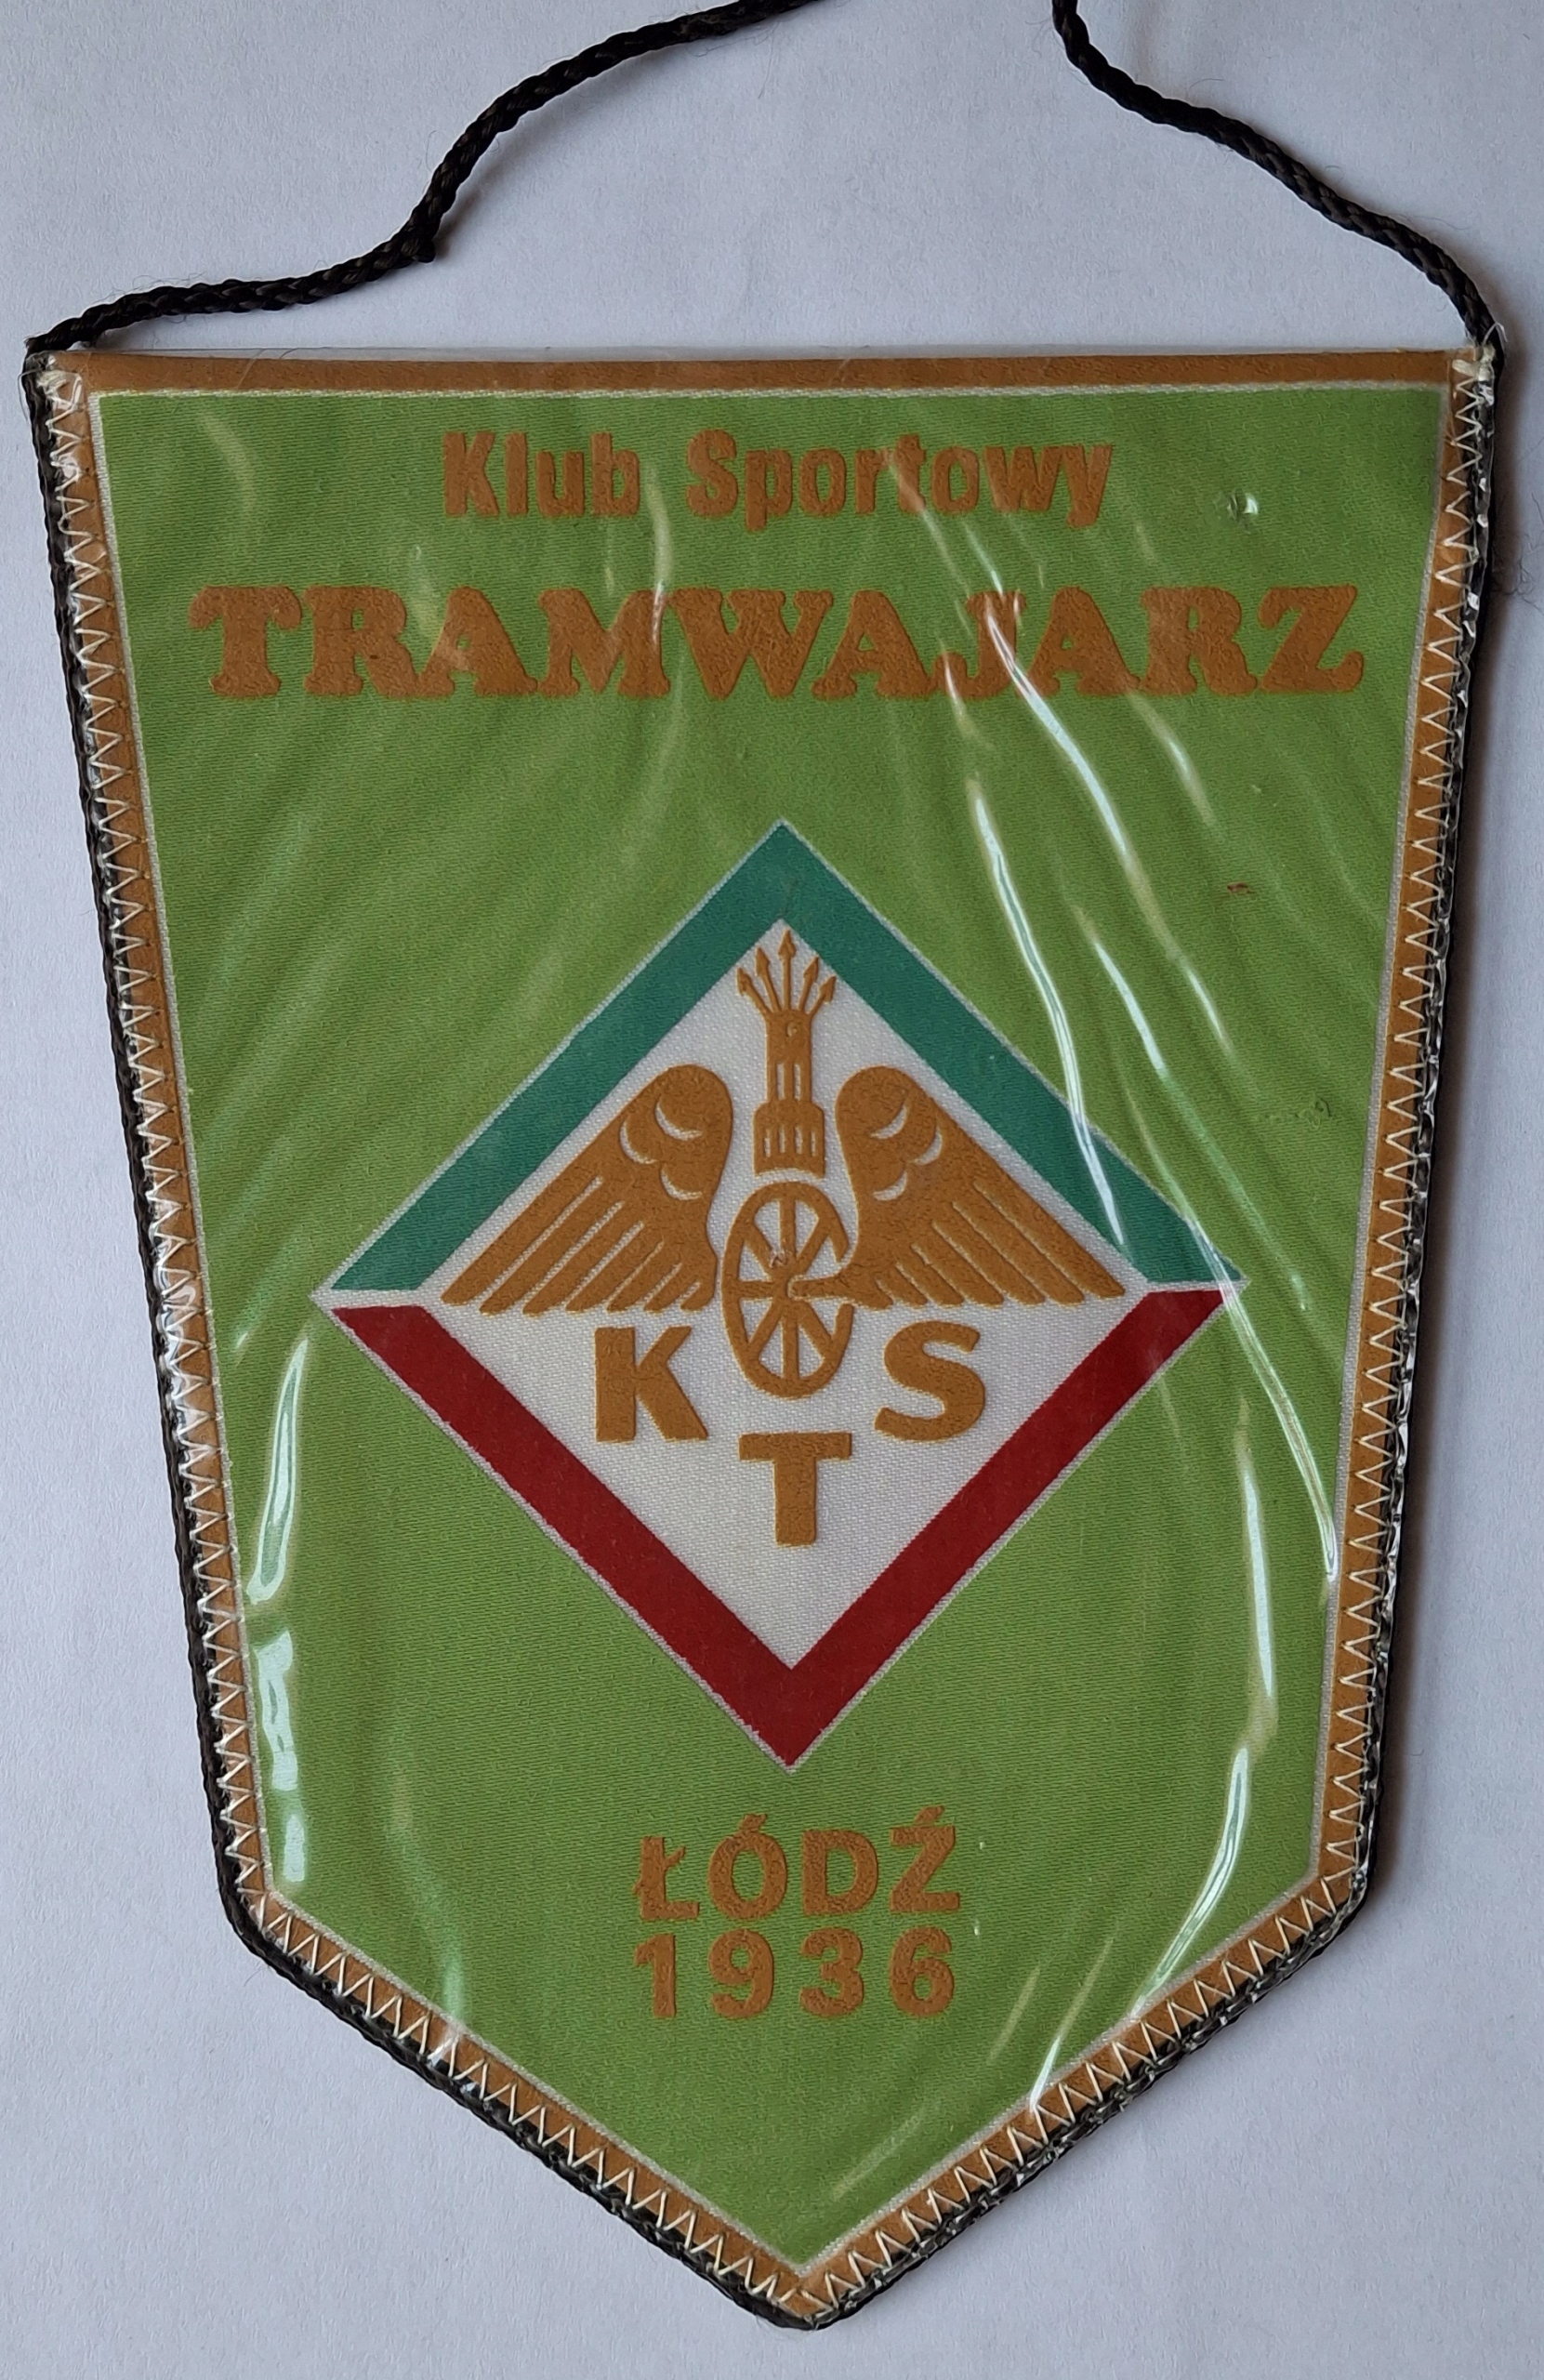 Klub Sportowy
TRAMWAJARZ
K S
T
ŁÓDŹ
1936